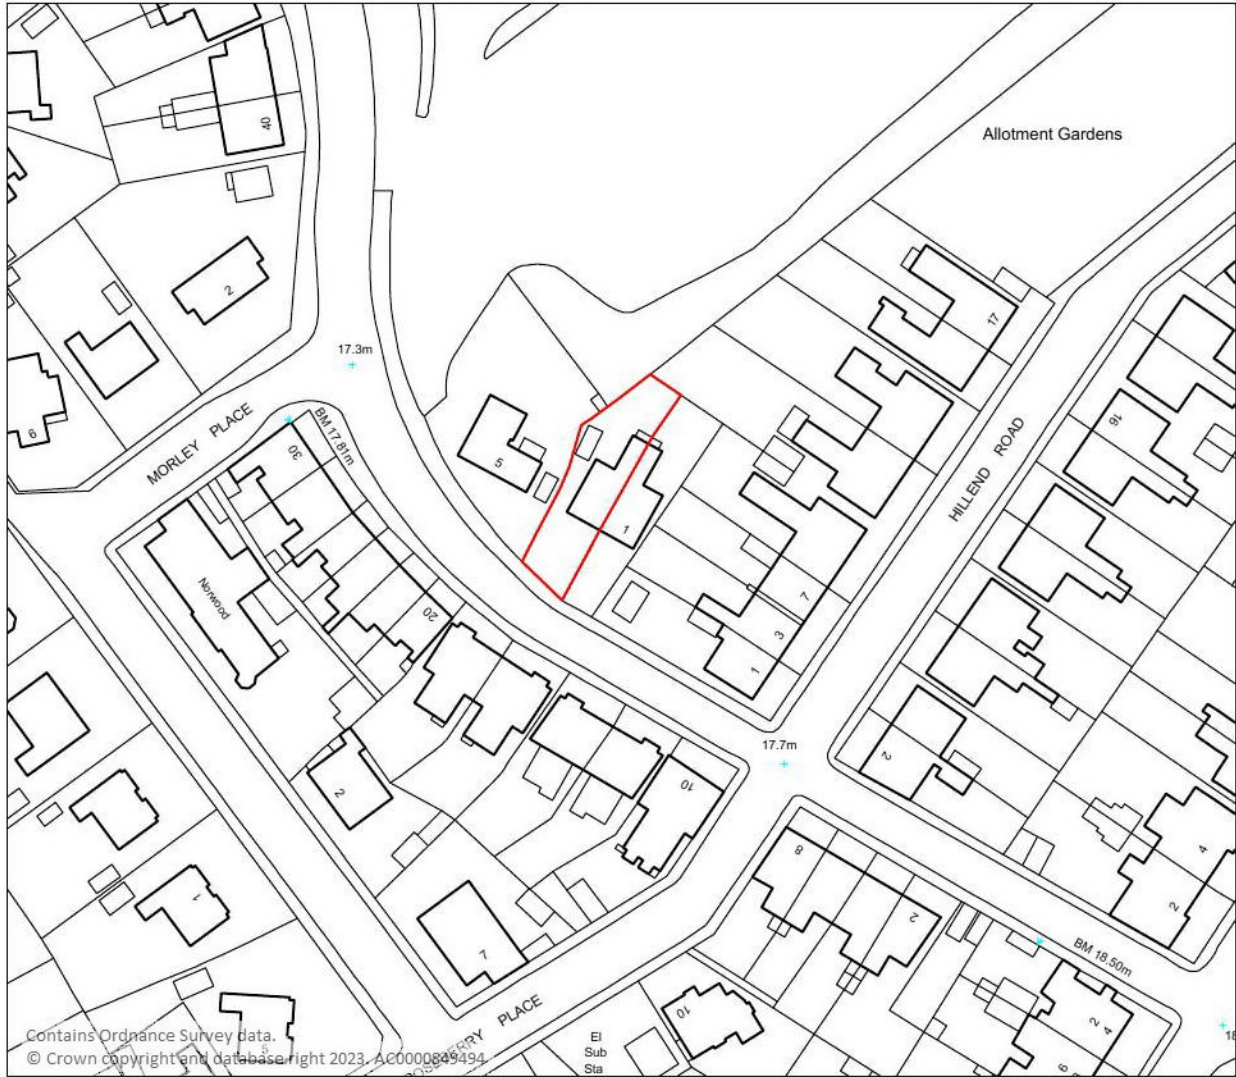 40
Allotment Gardens
2
17
17.3m
MORLEY PLACE
BM 17.81m
30
6
5
16
HILLEND ROAD
1
Norwood
20
7
3
1
17.7m
2
2
10
8
4
2
1
2
7
BM 18.50m
PLACE
10
El
Sub
Sta
2
4
6
5
Contains Ordnance Survey data.
© Crown copyright and database right 2023. AC0000849494